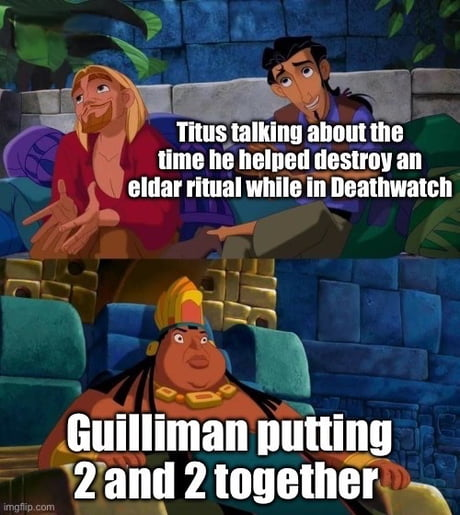 Titus talking about the
time he helped destroy an
eldar ritual while in Deathwatch
Guilliman putting
2 and 2 together
imgflip.com